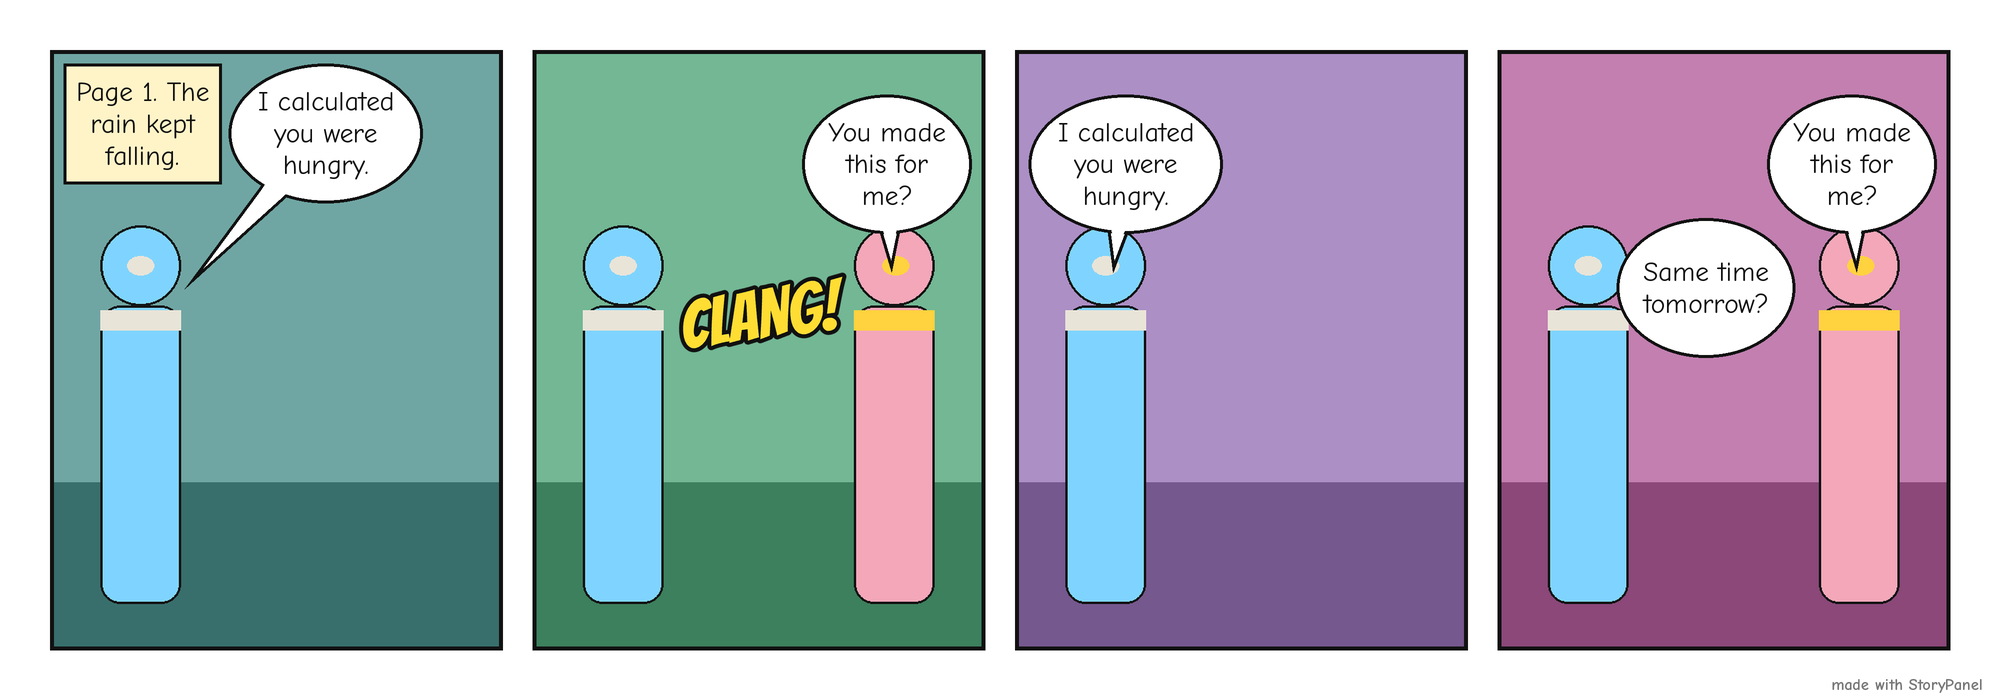 Page 1. The
rain kept
falling.
I calculated
you were
hungry.
You made
this for
me?
CLANG!
I calculated
you were
hungry.
You made
this for
me?
Same time
tomorrow?
made with StoryPanel